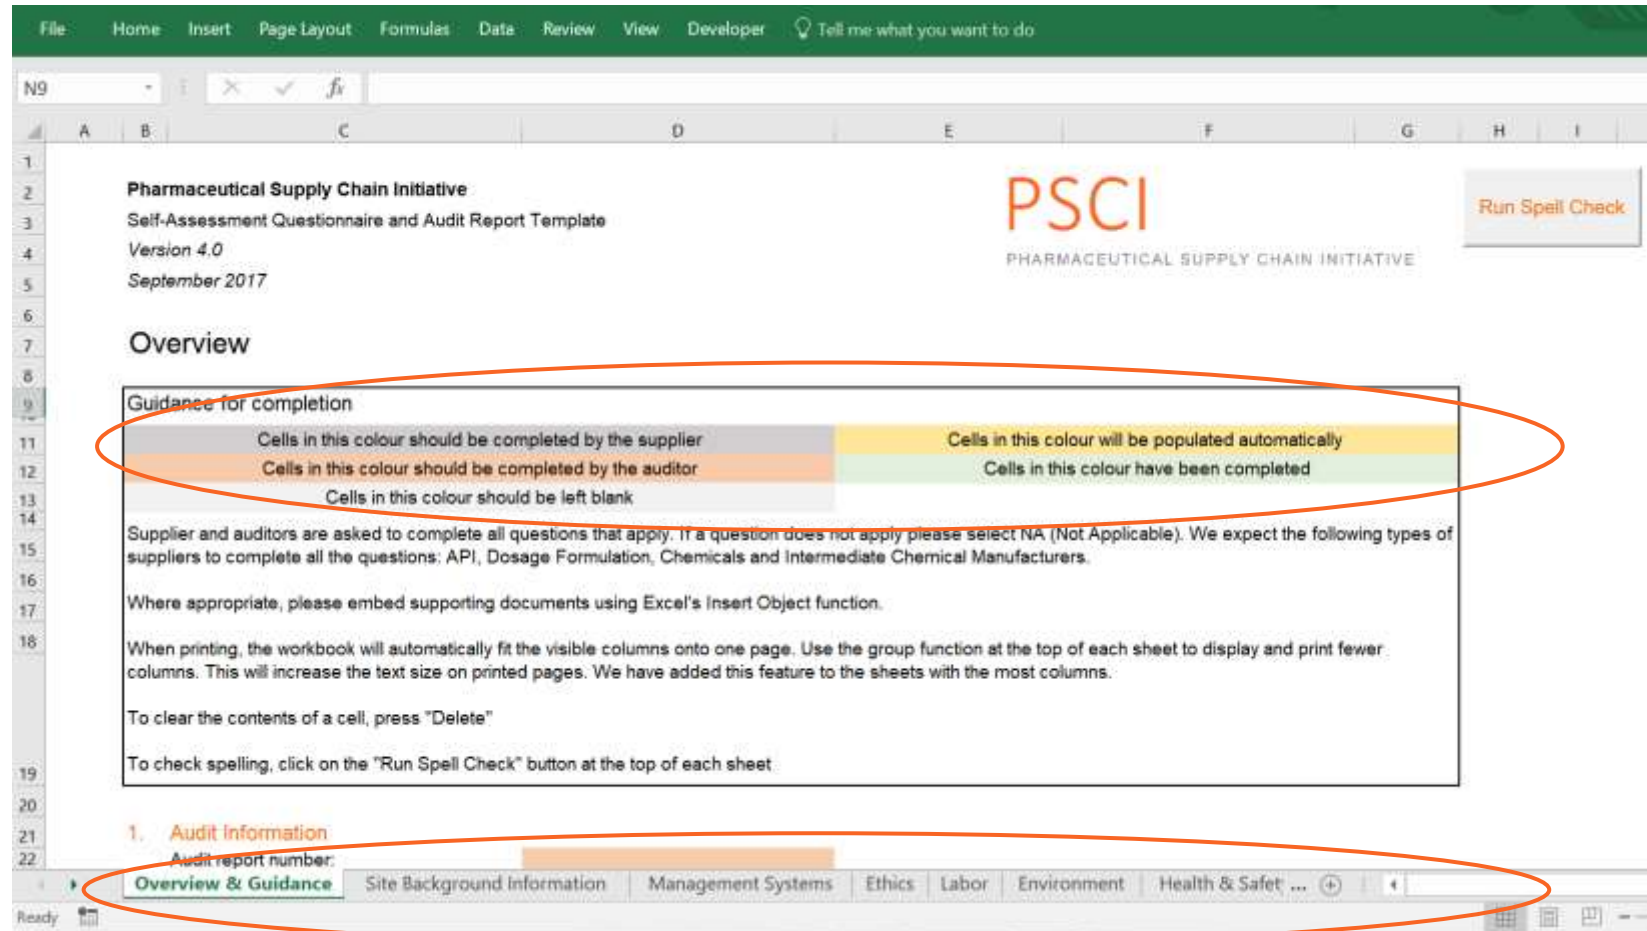 File Home Insert Page Layout Formulas Data Review View Developer Tell me what you want to do
N9 fx
A B C D E F G H I
1
2 Pharmaceutical Supply Chain Initiative
PSCI
Run Spell Check
3 Self-Assessment Questionnaire and Audit Report Template
4 Version 4.0
PHARMACEUTICAL SUPPLY CHAIN INITIATIVE
5 September 2017
6
7 Overview
8
9 Guidance for completion
11 Cells in this colour should be completed by the supplier Cells in this colour will be populated automatically
12 Cells in this colour should be completed by the auditor Cells in this colour have been completed
13 Cells in this colour should be left blank
14
15 Supplier and auditors are asked to complete all questions that apply. If a question does not apply please select NA (Not Applicable). We expect the following types of
suppliers to complete all the questions: API, Dosage Formulation, Chemicals and Intermediate Chemical Manufacturers.
16
17 Where appropriate, please embed supporting documents using Excel's Insert Object function.
18 When printing, the workbook will automatically fit the visible columns onto one page. Use the group function at the top of each sheet to display and print fewer
columns. This will increase the text size on printed pages. We have added this feature to the sheets with the most columns.
To clear the contents of a cell, press "Delete"
19 To check spelling, click on the "Run Spell Check" button at the top of each sheet
20
21 1. Audit Information
22 Audit report number:
Overview & Guidance Site Background Information Management Systems Ethics Labor Environment Health & Safet ...
Ready